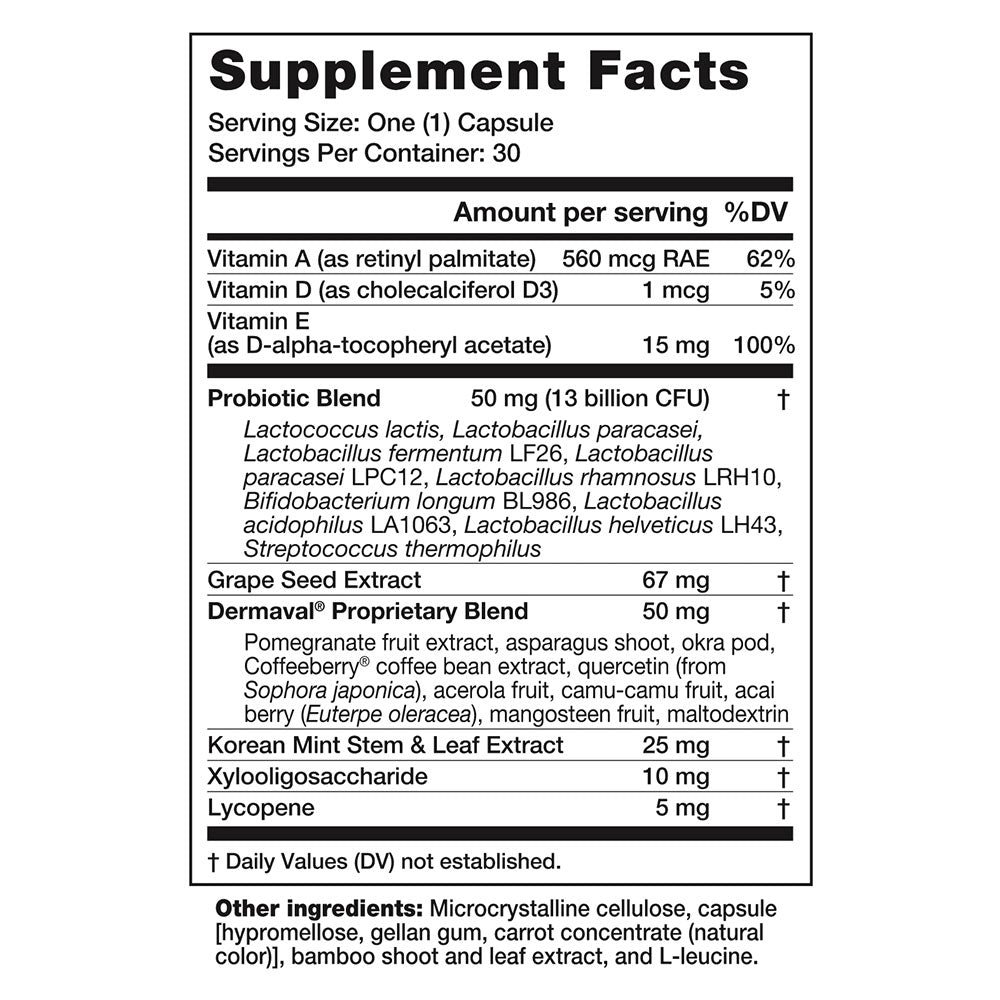 Supplement Facts
Serving Size: One (1) Capsule
Servings Per Container: 30
Amount per serving %DV
Vitamin A (as retinyl palmitate) 560 mcg RAE 62%
Vitamin D (as cholecalciferol D3) 1 mcg 5%
Vitamin E
(as D-alpha-tocopheryl acetate) 15 mg 100%
Probiotic Blend 50 mg (13 billion CFU) †
Lactococcus lactis, Lactobacillus paracasei,
Lactobacillus fermentum LF26, Lactobacillus
paracasei LPC12, Lactobacillus rhamnosus LRH10,
Bifidobacterium longum BL986, Lactobacillus
acidophilus LA1063, Lactobacillus helveticus LH43,
Streptococcus thermophilus
Grape Seed Extract 67 mg †
Dermaval® Proprietary Blend 50 mg †
Pomegranate fruit extract, asparagus shoot, okra pod,
Coffeeberry® coffee bean extract, quercetin (from
Sophora japonica), acerola fruit, camu-camu fruit, acai
berry (Euterpe oleracea), mangosteen fruit, maltodextrin
Korean Mint Stem & Leaf Extract 25 mg †
Xylooligosaccharide 10 mg †
Lycopene 5 mg †
† Daily Values (DV) not established.
Other ingredients: Microcrystalline cellulose, capsule
[hypromellose, gellan gum, carrot concentrate (natural
color)], bamboo shoot and leaf extract, and L-leucine.